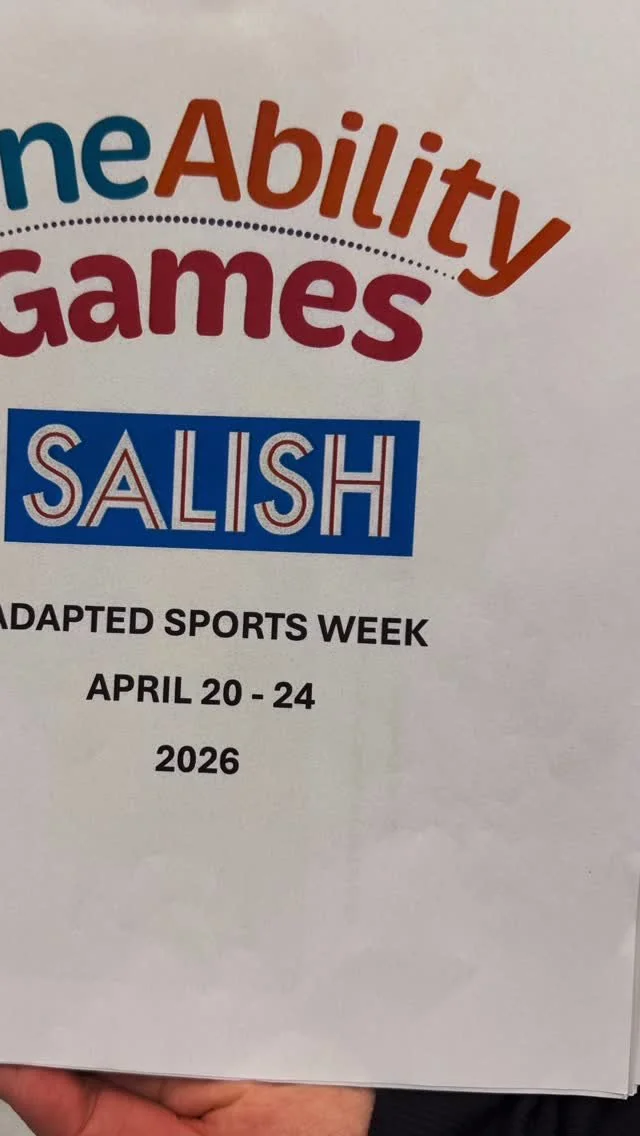 neAbility
Games
SALISH
ADAPTED SPORTS WEEK
APRIL 20 - 24
2026